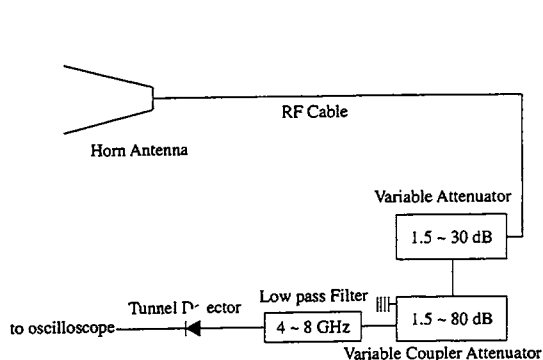 RF Cable
Horn Antenna
Variable Attenuator
1.5 ~ 30 dB
Low pass Filter
Tunnel
to oscilloscope
4 ~ 8 GHz
1.5 ~ 80 dB
Variable Coupler Attenuator